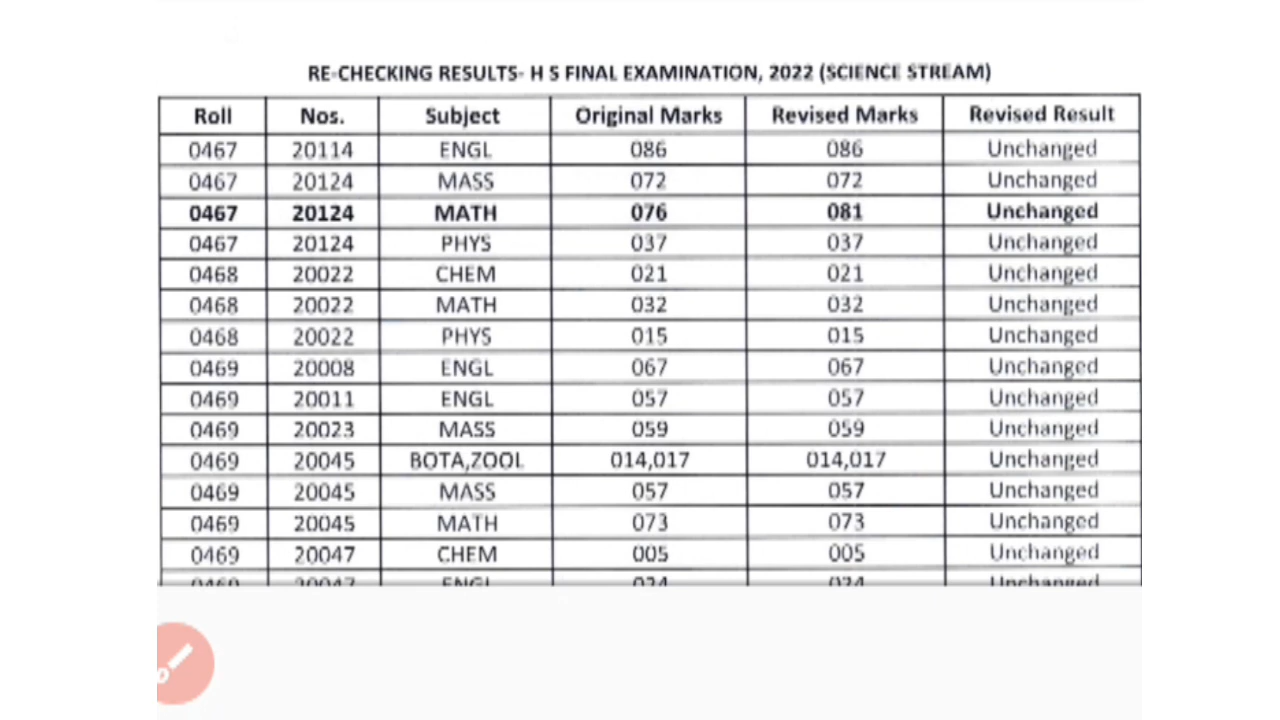 RE-CHECKING RESULTS- H S FINAL EXAMINATION, 2022 (SCIENCE STREAM)
Roll Nos. Subject Original Marks Revised Marks Revised Result
0467 20114 ENGL 086 086 Unchanged
0467 20124 MASS 072 072 Unchanged
0467 20124 MATH 076 081 Unchanged
0467 20124 PHYS 037 037 Unchanged
0468 20022 CHEM 021 021 Unchanged
0468 20022 MATH 032 032 Unchanged
0468 20022 PHYS 015 015 Unchanged
0469 20008 ENGL 067 067 Unchanged
0469 20011 ENGL 057 057 Unchanged
0469 20023 MASS 059 059 Unchanged
0469 20045 BOTA,ZOOL 014,017 014,017 Unchanged
0469 20045 MASS 057 057 Unchanged
0469 20045 MATH 073 073 Unchanged
0469 20047 CHEM 005 005 Unchanged
0469 20047 ENGL Unchanged